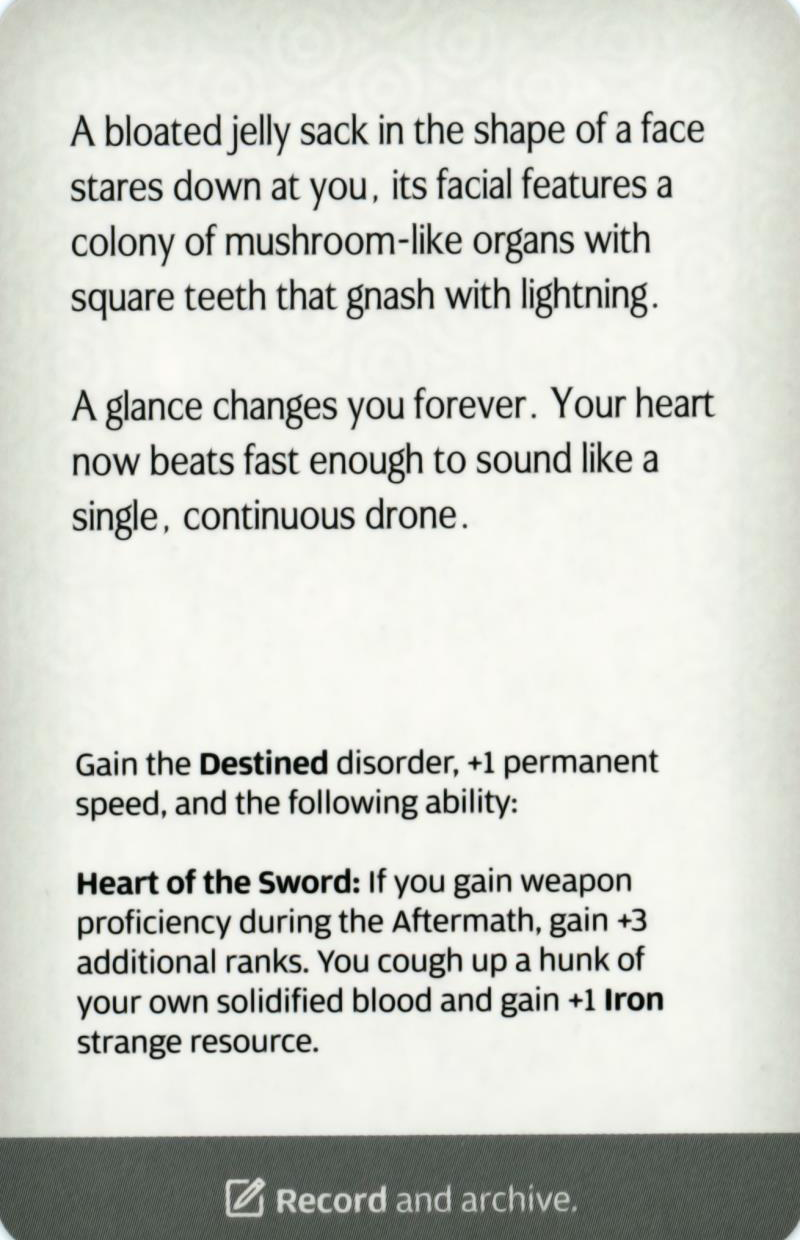 A bloated jelly sack in the shape of a face
stares down at you, its facial features a
colony of mushroom-like organs with
square teeth that gnash with lightning.
A glance changes you forever. Your heart
now beats fast enough to sound like a
single, continuous drone.
Gain the Destined disorder, +1 permanent
speed, and the following ability:
Heart of the Sword: If you gain weapon
proficiency during the Aftermath, gain +3
additional ranks. You cough up a hunk of
your own solidified blood and gain +1 Iron
strange resource.
Record and archive.